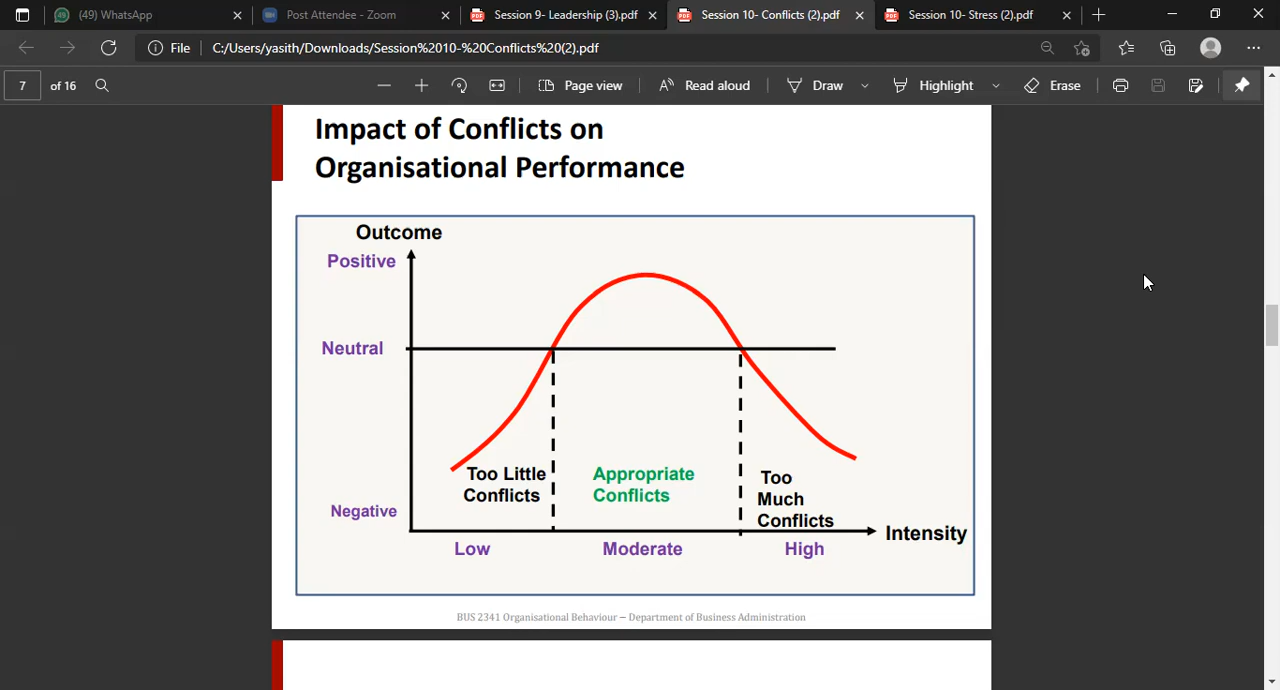 (49) WhatsApp
Post Attendee - Zoom
Session 9- Leadership (3).pdf
Session 10- Conflicts (2).pdf
Session 10- Stress (2).pdf
File
C:/Users/yasith/Downloads/Session%2010-%20Conflicts%20(2).pdf
7 of 16
Page view
Read aloud
Draw
Highlight
Erase
Impact of Conflicts on
Organisational Performance
Outcome
Positive
Neutral
Negative
Too Little
Conflicts
Appropriate
Conflicts
Too
Much
Conflicts
Intensity
Low
Moderate
High
BUS 2341 Organisational Behaviour – Department of Business Administration